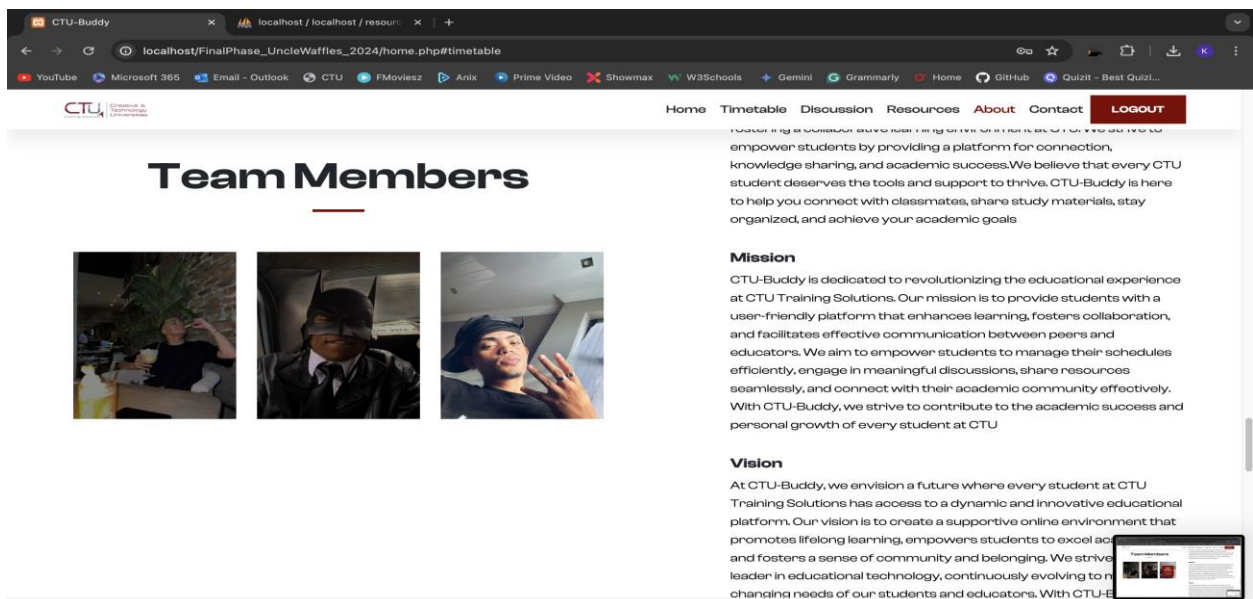 CTU-Buddy
localhost / localhost / resourc
localhost/FinalPhase_UncleWaffles_2024/home.php#timetable
K
YouTube Microsoft 365 Email - Outlook CTU FMoviesz Anix Prime Video Showmax W3Schools Gemini Grammarly Home GitHub Quizit - Best Quizi...
CTU Creative &
Technology
Universities
Home Timetable Discussion Resources About Contact LOGOUT
Team Members
fostering a collaborative learning environment at CTU. We strive to
empower students by providing a platform for connection,
knowledge sharing, and academic success.We believe that every CTU
student deserves the tools and support to thrive. CTU-Buddy is here
to help you connect with classmates, share study materials, stay
organized, and achieve your academic goals
Mission
CTU-Buddy is dedicated to revolutionizing the educational experience
at CTU Training Solutions. Our mission is to provide students with a
user-friendly platform that enhances learning, fosters collaboration,
and facilitates effective communication between peers and
educators. We aim to empower students to manage their schedules
efficiently, engage in meaningful discussions, share resources
seamlessly, and connect with their academic community effectively.
With CTU-Buddy, we strive to contribute to the academic success and
personal growth of every student at CTU
Vision
At CTU-Buddy, we envision a future where every student at CTU
Training Solutions has access to a dynamic and innovative educational
platform. Our vision is to create a supportive online environment that
promotes lifelong learning, empowers students to excel
and fosters a sense of community and belonging. We strive
leader in educational technology, continuously evolving to
changing needs of our students and educators. With